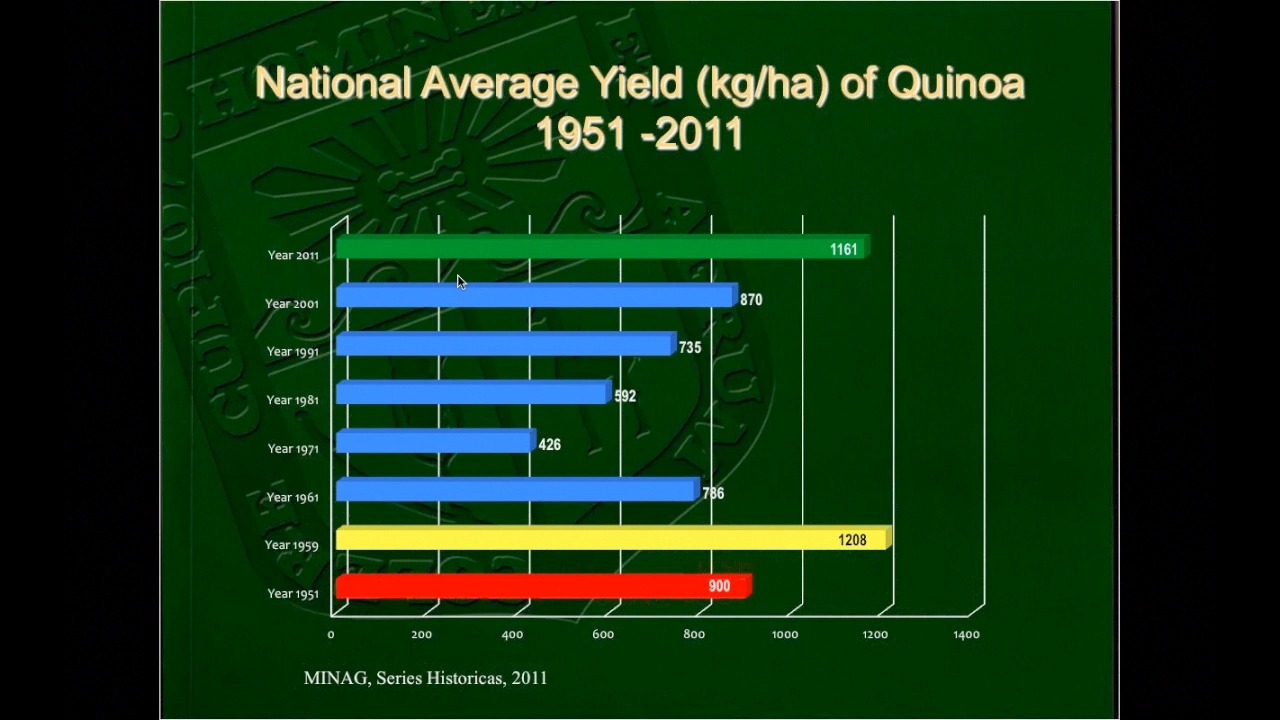 National Average Yield (kg/ha) of Quinoa
1951 -2011
Year 2011 1161
Year 2001 870
Year 1991 735
Year 1981 592
Year 1971 426
Year 1961 786
Year 1959 1208
Year 1951 900
0 200 400 600 800 1000 1200 1400
MINAG, Series Historicas, 2011